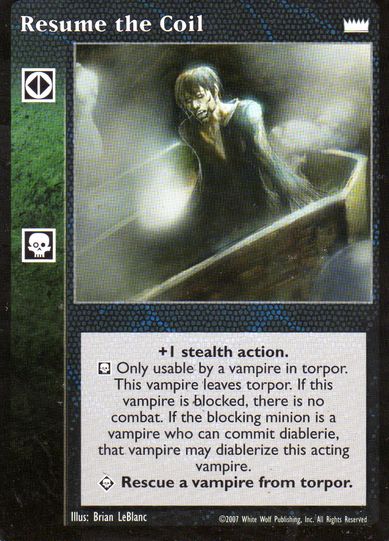 Resume the Coil
+1 stealth action.
Only usable by a vampire in torpor.
This vampire leaves torpor. If this
vampire is blocked, there is no
combat. If the blocking minion is a
vampire who can commit diablerie,
that vampire may diablerize this acting
vampire.
Rescue a vampire from torpor.
Illus: Brian LeBlanc
©2007 White Wolf Publishing, Inc. All Rights Reserved